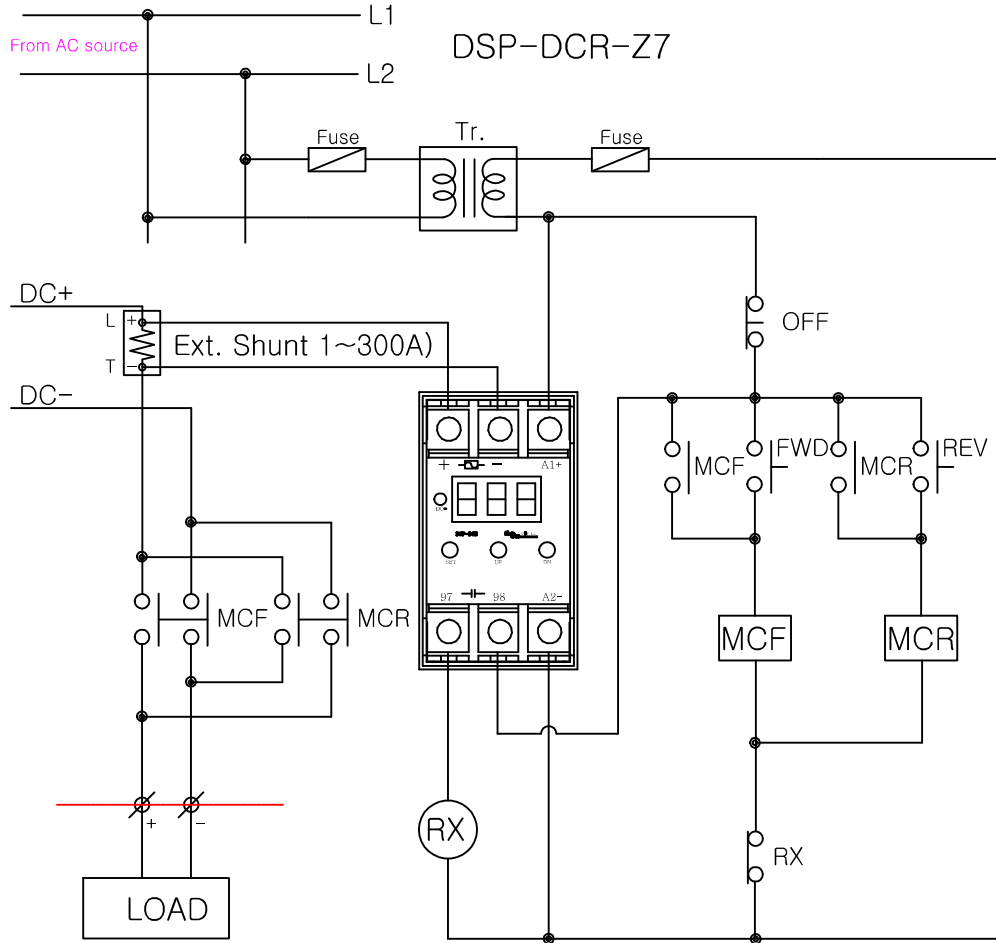 L1
From AC source
DSP-DCR-Z7
L2
Fuse
Tr.
Fuse
DC+
L +
Ext. Shunt 1~300A)
T -
OFF
DC-
MCF
FWD
MCR
REV
+ -
A1+
SET
UP
DN
97
98
A2-
MCF
MCR
MCF
MCR
+
-
RX
RX
LOAD